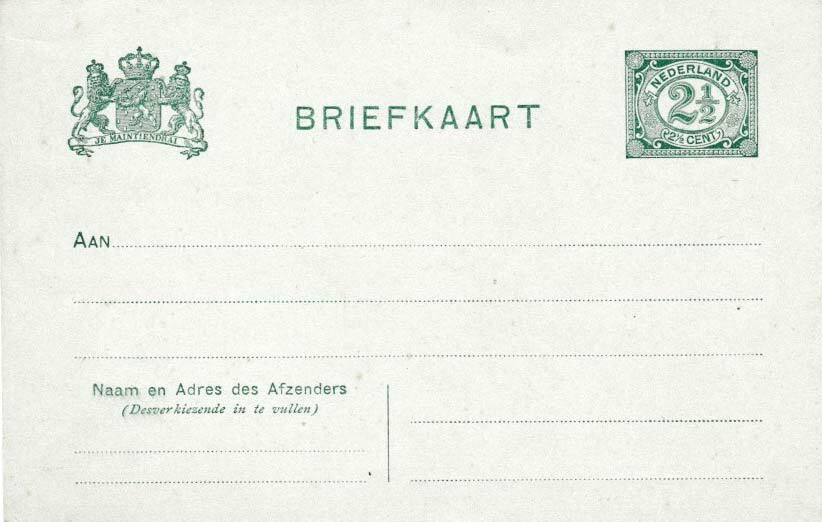 JE MAINTIENDRAI
BRIEFKAART
NEDERLAND
2½
2½ CENT
AAN
Naam en Adres des Afzenders
(Desverkiezende in te vullen)